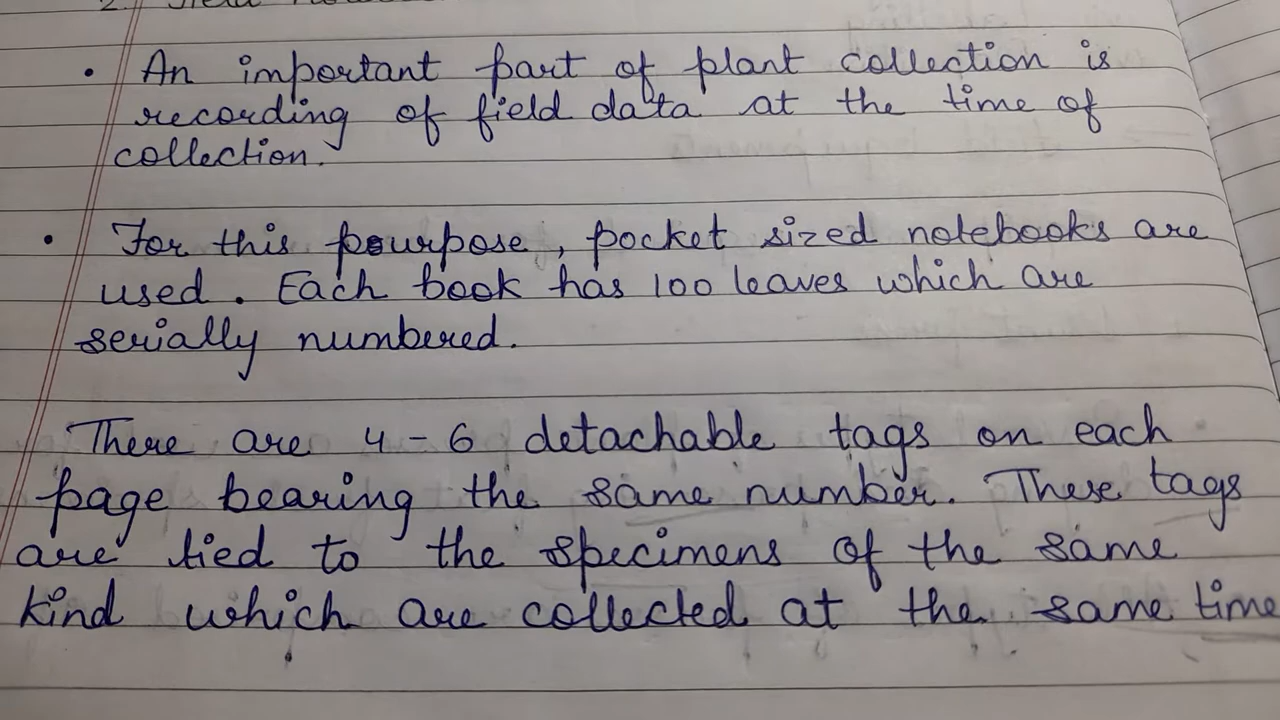 • An important part of plant collection is
recording of field data at the time of
collection.
• For this pourpose, pocket sized notebooks are
used. Each book has 100 leaves which are
serially numbered.
There are 4-6 detachable tags on each
page bearing the same number. These tags
are tied to the specimens of the same
kind which are collected at the same time
.